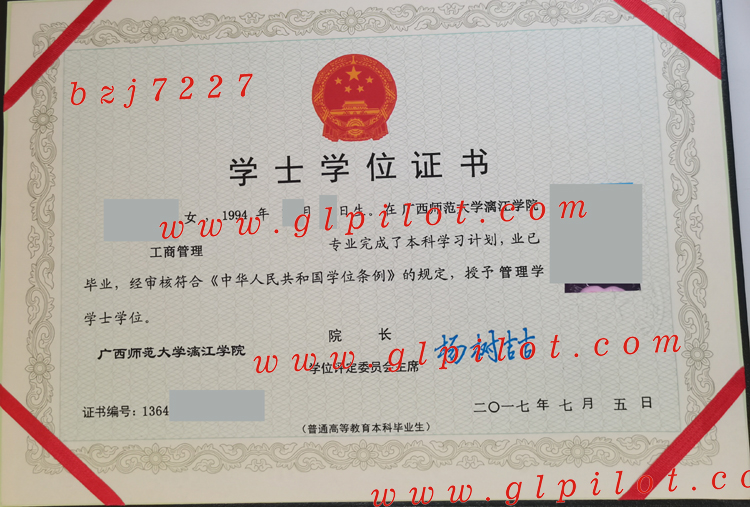 bzj7227
学士学位证书
女，1994 年 月 日生。在 广西师范大学漓江学院
www.glpilot.com
工商管理 专业完成了本科学习计划，业已
毕业，经审核符合《中华人民共和国学位条例》的规定，授予 管理学
学士学位。
院 长
广西师范大学漓江学院
杨树喆
www.glpilot.com
学位评定委员会主席
证书编号：1364
二〇一七年 七 月 五 日
（普通高等教育本科毕业生）
www.glpilot.co